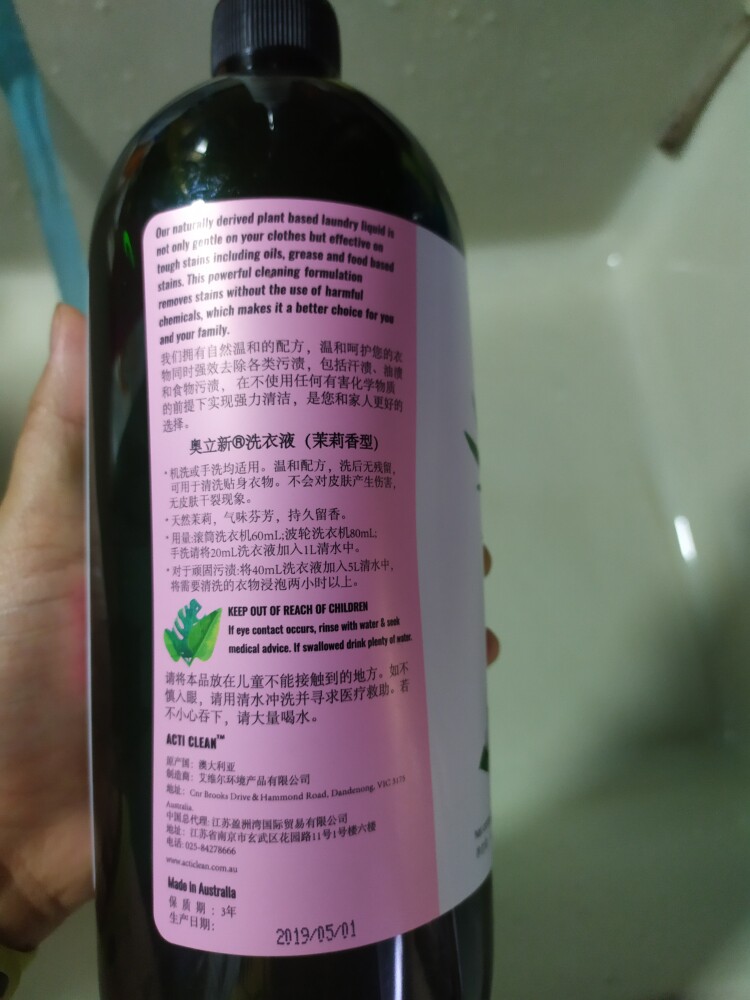 Our naturally derived plant based laundry liquid is
not only gentle on your clothes but effective on
tough stains including oils, grease and food based
stains. This powerful cleaning formulation
removes stains without the use of harmful
chemicals, which makes it a better choice for you
and your family.
我们拥有自然温和的配方，温和呵护您的衣
物同时强效去除各类污渍，包括汗渍、油渍
和食物污渍，在不使用任何有害化学物质
的前提下实现强力清洁，是您和家人更好的
选择。
奥立新®洗衣液（茉莉香型）
·机洗或手洗均适用。温和配方，洗后无残留，
可用于清洗贴身衣物。不会对皮肤产生伤害，
无皮肤干裂现象。
·天然茉莉，气味芬芳，持久留香。
·用量:滚筒洗衣机60mL;波轮洗衣机80mL;
手洗请将20mL洗衣液加入1L清水中。
·对于顽固污渍:将40mL洗衣液加入5L清水中，
将需要清洗的衣物浸泡两小时以上。
KEEP OUT OF REACH OF CHILDREN
If eye contact occurs, rinse with water & seek
medical advice. If swallowed drink plenty of water.
请将本品放在儿童不能接触到的地方。如不
慎入眼，请用清水冲洗并寻求医疗救助。若
不小心吞下，请大量喝水。
ACTI CLEAN™
原产国：澳大利亚
制造商：艾维尔环境产品有限公司
地址：Cnr Brooks Drive & Hammond Road, Dandenong, VIC 3175
Australia.
中国总代理: 江苏盈洲湾国际贸易有限公司
地址：江苏省南京市玄武区花园路11号1号楼六楼
电话: 025-84278666
www.acticlean.com.au
Made in Australia
保 质 期 ：3年
生产日期：
2019/05/01